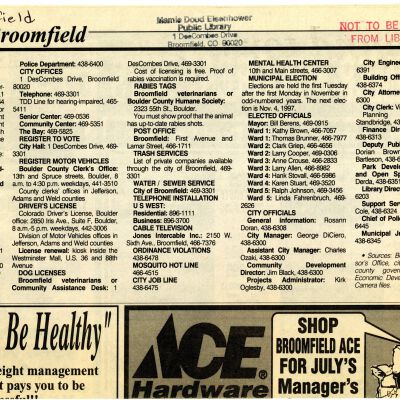 field
Broomfield
Mamie Doud Eisenhower
Public Library
1 DesCombes Drive
Broomfield, CO 80020
NOT TO BE
FROM LIB
Police Department: 438-6400
CITY OFFICES
1 DesCombes Drive, Broomfield
80020
Telephone: 469-3301
TDD Line for hearing-impaired, 465-
Senior Center: 469-0536
Community Center: 469-5351
The Bay: 469-5825
REGISTER TO VOTE
City Hall: 1 DesCombes Drive, 469-
3301
REGISTER MOTOR VEHICLES
Boulder County Clerk's Office:
13th and Spruce streets, Boulder, 8
a.m. to 4:30 p.m. weekdays, 441-3510
County clerks' offices in Jefferson,
Adams and Weld counties
DRIVER'S LICENSE
Colorado Driver's License, Boulder
office: 2850 Iris Ave., Suite F, Boulder,
8 a.m.-5 p.m. weekdays, 442-3006
Division of Motor Vehicles offices in
Jefferson, Adams and Weld counties
License renewal: kiosk inside the
Westminster Mall, U.S. 36 and 88th
Avenue
DOG LICENSES
Broomfield veterinarians or
Community Assistance Desk: 1
DesCombes Drive, 469-3301
Cost of licensing is free. Proof of
rabies vaccination is required.
RABIES TAGS
Broomfield veterinarians or
Boulder County Humane Society:
2323 55th St., Boulder
You must show proof that the animal
has up-to-date rabies shots.
POST OFFICE
Broomfield: First Avenue and
Lamar Street, 466-1711
TRASH SERVICES
List of private companies available
through the city of Broomfield, 469-
3301
WATER / SEWER SERVICE
City of Broomfield: 469-3301
TELEPHONE INSTALLATION
U S WEST:
Residential: 896-1111
Business: 896-3700
CABLE TELEVISION
Jones Intercable Inc.: 2150 W.
Sixth Ave., Broomfield, 466-7376
ORDINANCE VIOLATIONS
438-6478
MOSQUITO HOT LINE
466-4515
CITY JOB LINE
438-6475
MENTAL HEALTH CENTER
10th and Main streets, 466-3007
MUNICIPAL ELECTION
Elections are held the first Tuesday
after the first Monday in November in
odd-numbered years. The next elec-
tion is Nov. 4, 1997.
ELECTED OFFICIALS
Mayor: Bill Berens, 469-0915
Ward 1: Kathy Brown, 466-7057
Ward 1: Thomas Brunner, 466-7977
Ward 2: Clark Griep, 466-4656
Ward 2: Larry Cooper, 469-0306
Ward 3: Anne Crouse, 466-2833
Ward 3: Larry Allen, 466-8962
Ward 4: Hank Stovall, 466-5986
Ward 4: Karen Stuart, 469-3520
Ward 5: Ralph Johnson, 469-3456
Ward 5: Linda Fahrenbruch, 469-
2626
CITY OFFICIALS
General Information: Rosann
Doran, 438-6308
City Manager: George DiCiero,
438-6300
Assistant City Manager: Charles
Ozaki, 438-6300
Community Development
Director: Jim Black, 438-6300
Projects Administrator: Kirk
Oglesby, 438-6300
City Engine
6391
Building Offi
438-6374
City Attorney
6300
City Clerk: Vi
Standbridge, 43
Finance Di
438-6313
Deputy Publ
Dorian Brown
Bartleson, 438-6
Park Develo
and Open Sp
Derda, 438-65
Library Direc
6203
Support Serv
Cole, 438-6343
Chief of Polic
6445
Municipal Je
438-6345
• Sources: B
sor's Office, c
county gover
Economic Deve
Camera files.
Be Healthy"
eight management
t pays you to be
successful!!
ACE
Hardware
SHOP
BROOMFIELD ACE
FOR JULY'S
Manager's